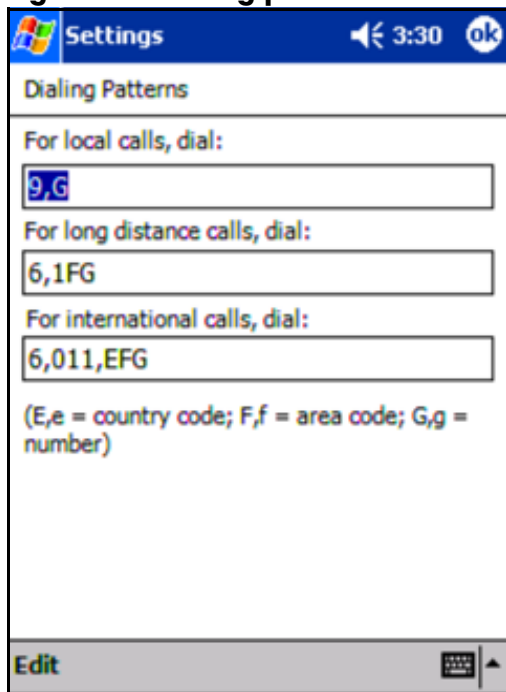 Settings 3:30 ok
Dialing Patterns
For local calls, dial:
9,G
For long distance calls, dial:
6,1FG
For international calls, dial:
6,011,EFG
(E,e = country code; F,f = area code; G,g =
number)
Edit